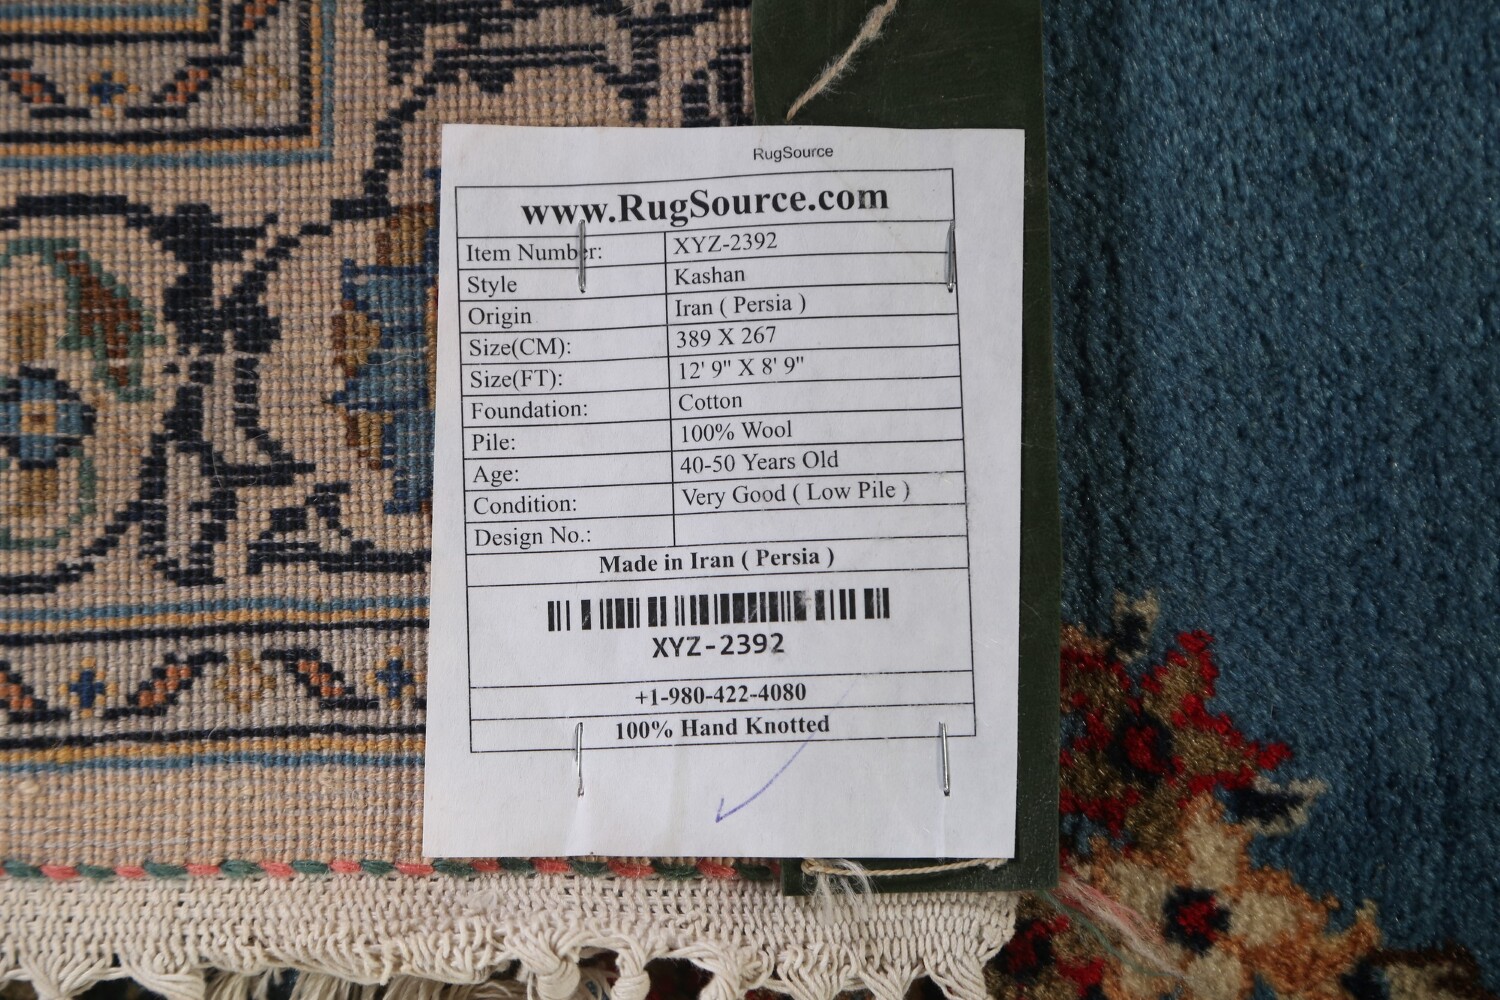 RugSource
www.RugSource.com
Item Number: XYZ-2392
Style Kashan
Origin Iran ( Persia )
Size(CM): 389 X 267
Size(FT): 12' 9" X 8' 9"
Foundation: Cotton
Pile: 100% Wool
Age: 40-50 Years Old
Condition: Very Good ( Low Pile )
Design No.:
Made in Iran ( Persia )
XYZ-2392
+1-980-422-4080
100% Hand Knotted